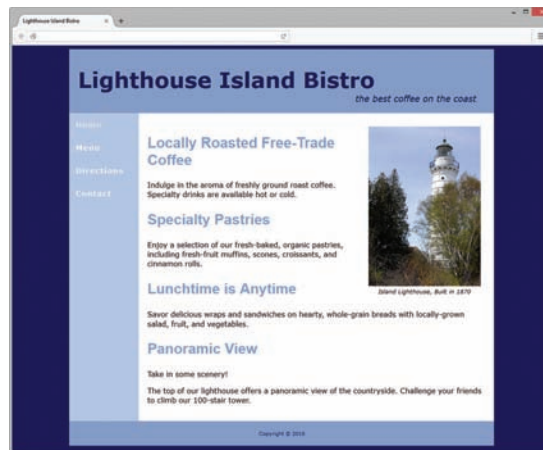 Lighthouse Island Bistro
Lighthouse Island Bistro
the best coffee on the coast
Home
Menu
Directions
Contact
Locally Roasted Free-Trade
Coffee
Indulge in the aroma of freshly ground roast coffee.
Specialty drinks are available hot or cold.
Specialty Pastries
Enjoy a selection of our fresh-baked, organic pastries,
including fresh-fruit muffins, scones, croissants, and
cinnamon rolls.
Island Lighthouse, Built in 1870
Lunchtime is Anytime
Savor delicious wraps and sandwiches on hearty, whole-grain breads with locally-grown
salad, fruit, and vegetables.
Panoramic View
Take in some scenery!
The top of our lighthouse offers a panoramic view of the countryside. Challenge your friends
to climb our 100-stair tower.